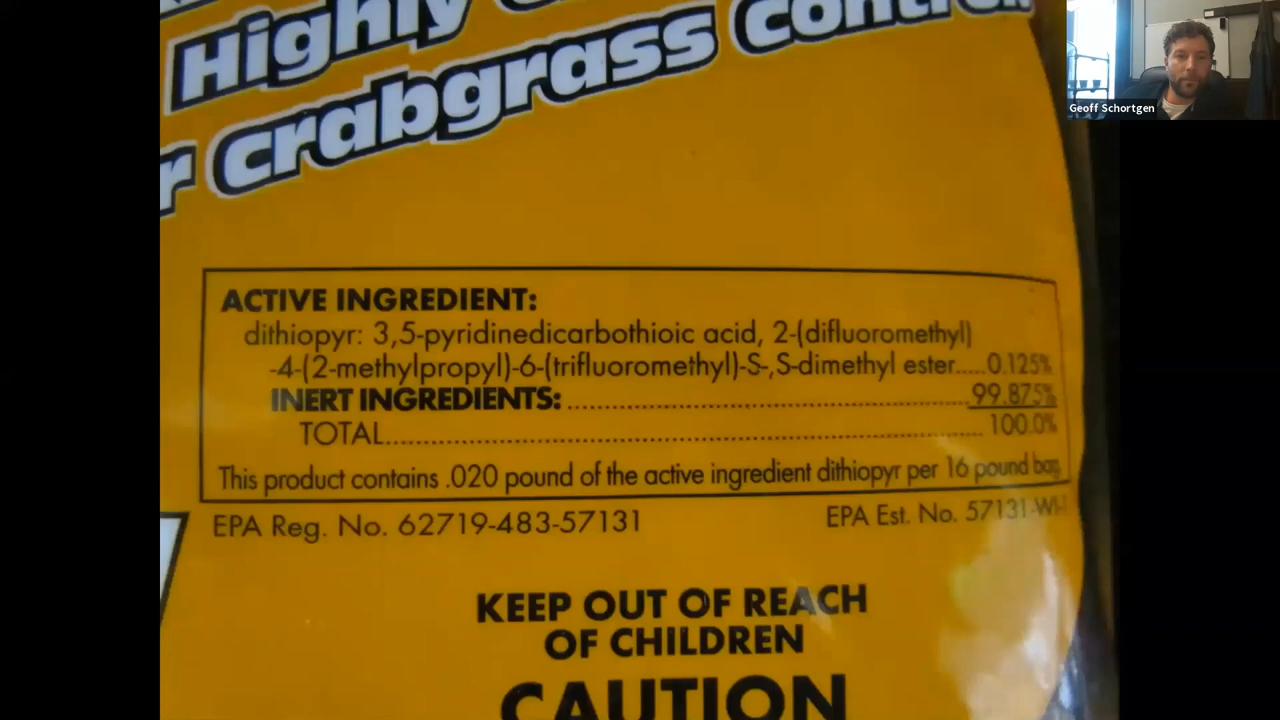 Highly
crabgrass control
Geoff Schortgen
ACTIVE INGREDIENT:
dithiopyr: 3,5-pyridinedicarbothioic acid, 2-(difluoromethyl)
-4-(2-methylpropyl)-6-(trifluoromethyl)-S-,S-dimethyl ester.....0.125%
INERT INGREDIENTS:............................................................99.875%
TOTAL.........................................................................................100.0%
This product contains .020 pound of the active ingredient dithiopyr per 16 pound bag.
EPA Reg. No. 62719-483-57131
EPA Est. No. 57131-WI-
KEEP OUT OF REACH
OF CHILDREN
CAUTION